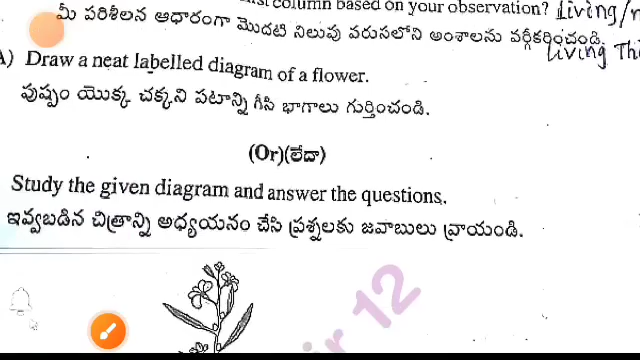 rst column based on your observation? Living/n
మీ పరిశీలన ఆధారంగా మొదటి నిలువు వరుసలోని అంశాలను వర్గీకరించండి.
Living Thi
A) Draw a neat labelled diagram of a flower.
పుష్పం యొక్క చక్కని పటాన్ని గీసి భాగాలు గుర్తించండి.
(Or)(లేదా)
Study the given diagram and answer the questions.
ఇవ్వబడిన చిత్రాన్ని అధ్యయనం చేసి ప్రశ్నలకు జవాబులు వ్రాయండి.
ir 12